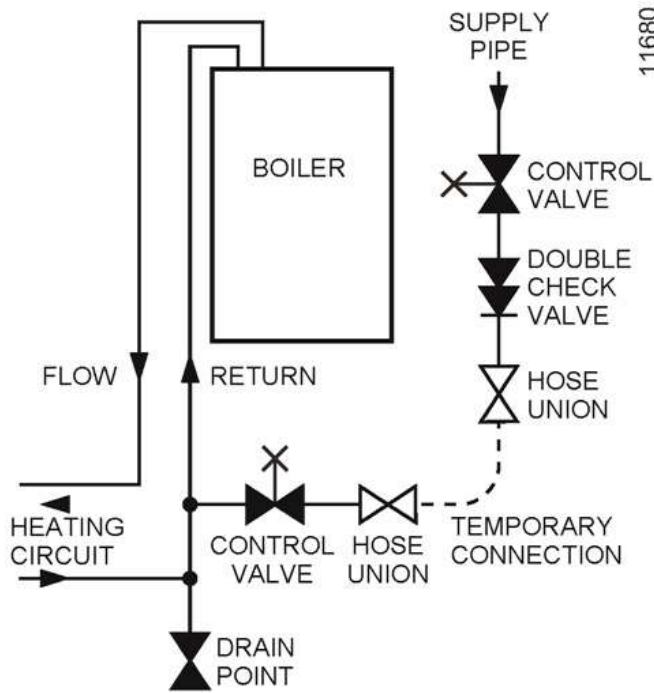 SUPPLY
PIPE
11680
BOILER
CONTROL
VALVE
DOUBLE
CHECK
VALVE
FLOW
RETURN
HOSE
UNION
HEATING
CIRCUIT
CONTROL
VALVE
HOSE
UNION
TEMPORARY
CONNECTION
DRAIN
POINT